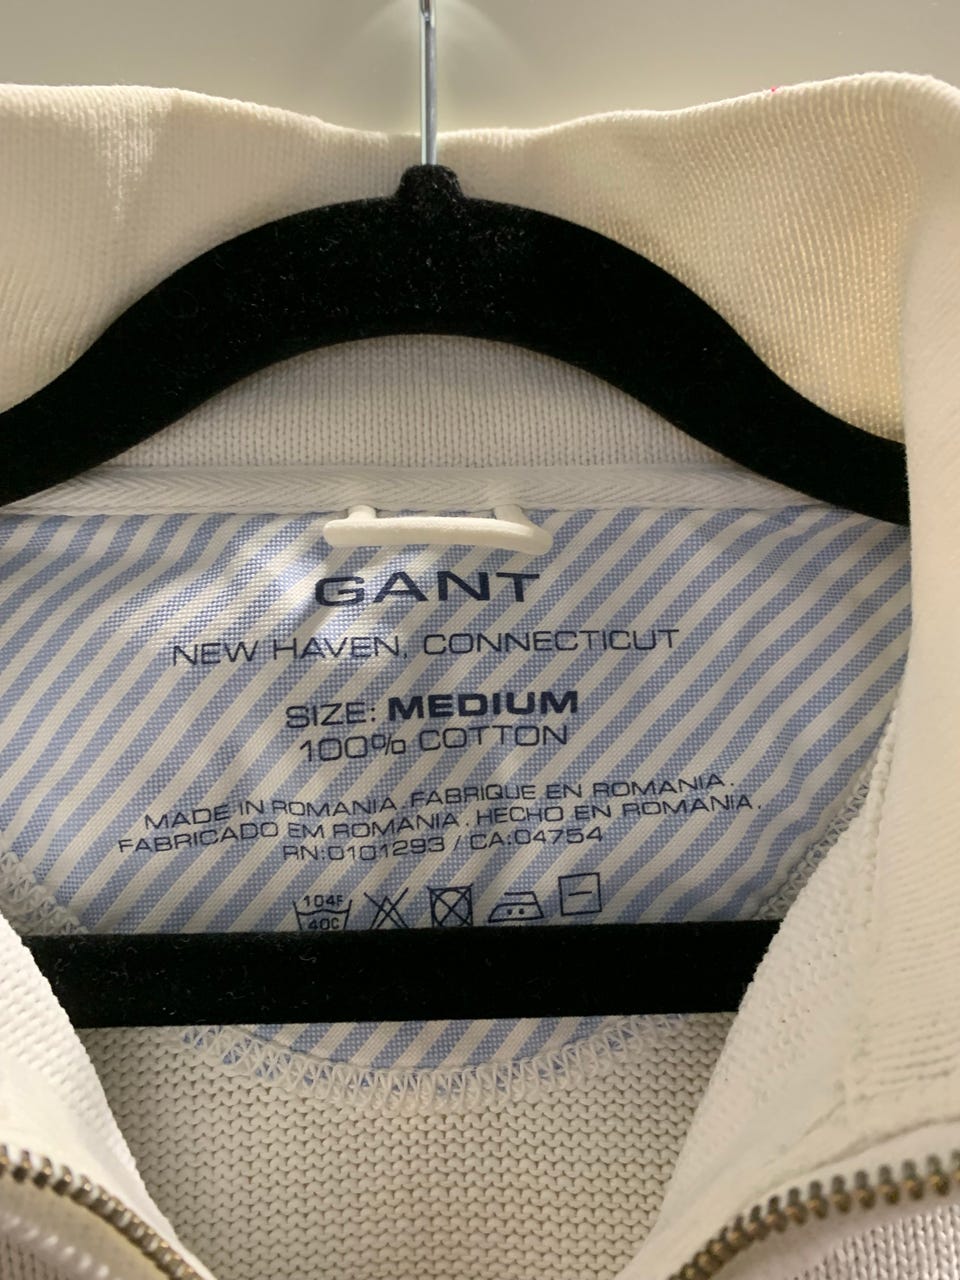 GANT
NEW HAVEN, CONNECTICUT
SIZE: MEDIUM
100% COTTON
MADE IN ROMANIA. FABRIQUE EN ROMANIA.
FABRICADO EM ROMANIA. HECHO EN ROMANIA.
RN:0101293 / CA:04754
104F
40C